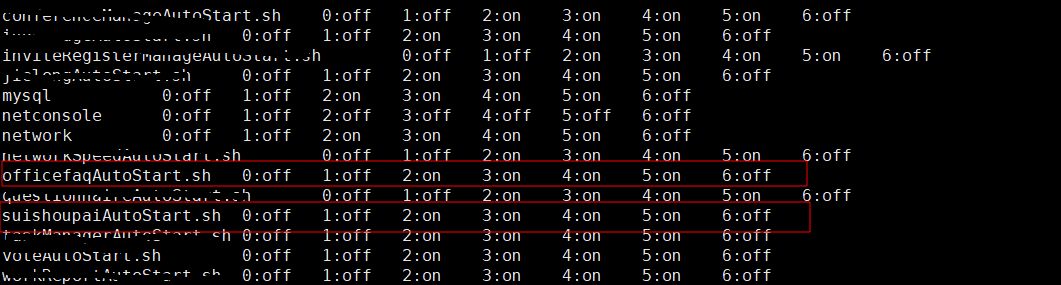 conferenceManageAutoStart.sh 0:off 1:off 2:on 3:on 4:on 5:on 6:off
0:off 1:off 2:on 3:on 4:on 5:on 6:off
inviteRegisterManageAutoStart.sh 0:off 1:off 2:on 3:on 4:on 5:on 6:off
jielongAutoStart.sh 0:off 1:off 2:on 3:on 4:on 5:on 6:off
mysql 0:off 1:off 2:on 3:on 4:on 5:on 6:off
netconsole 0:off 1:off 2:off 3:off 4:off 5:off 6:off
network 0:off 1:off 2:on 3:on 4:on 5:on 6:off
networkSpeedAutoStart.sh 0:off 1:off 2:on 3:on 4:on 5:on 6:off
officefaqAutoStart.sh 0:off 1:off 2:on 3:on 4:on 5:on 6:off
questionnaireAutoStart.sh 0:off 1:off 2:on 3:on 4:on 5:on 6:off
suishoupaiAutoStart.sh 0:off 1:off 2:on 3:on 4:on 5:on 6:off
taskManagerAutoStart.sh 0:off 1:off 2:on 3:on 4:on 5:on 6:off
voteAutoStart.sh 0:off 1:off 2:on 3:on 4:on 5:on 6:off
workReportAutoStart.sh 0:off 1:off 2:on 3:on 4:on 5:on 6:off